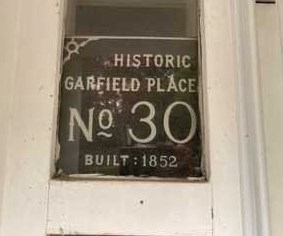 HISTORIC
GARFIELD PLACE
Nº 30
BUILT : 1852